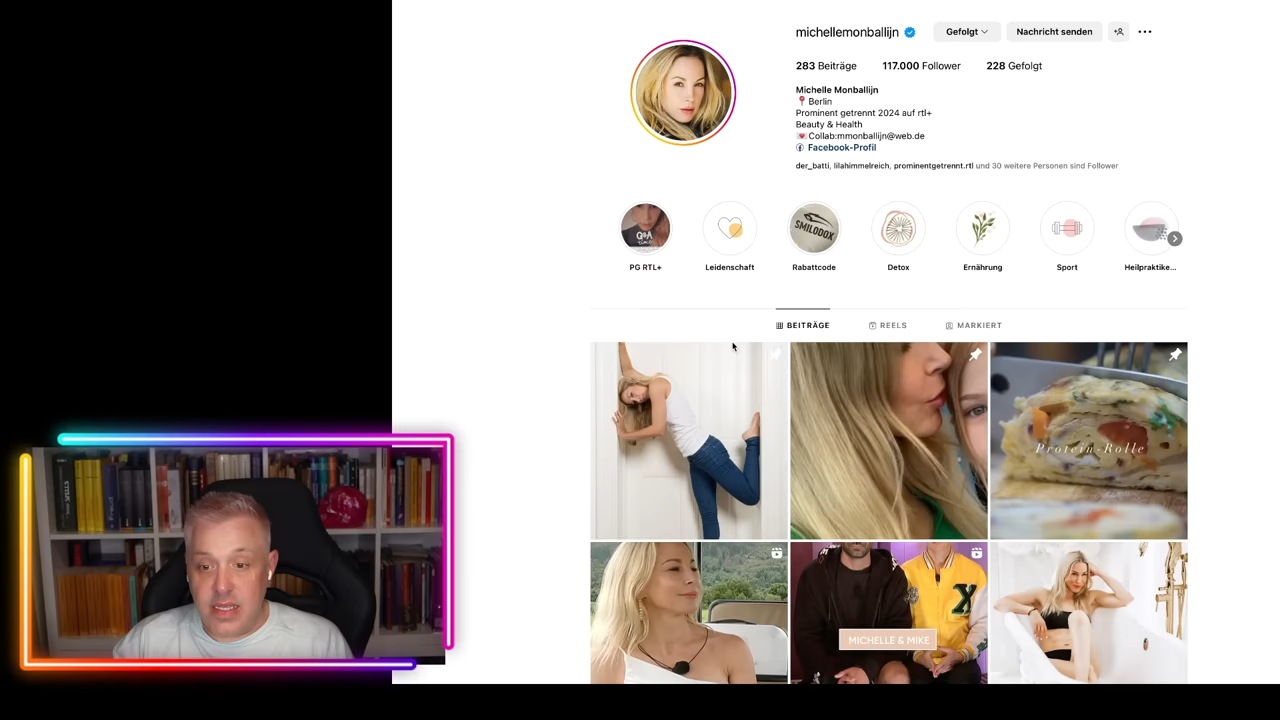 michellemonballijn
Gefolgt
Nachricht senden
283 Beiträge
117.000 Follower
228 Gefolgt
Michelle Monballijn
Berlin
Prominent getrennt 2024 auf rtl+
Beauty & Health
Collab:mmonballijn@web.de
Facebook-Profil
der_batti, lilahimmelreich, prominentgetrennt.rtl und 30 weitere Personen sind Follower
Q&A
SMILODOX
PG RTL+
Leidenschaft
Rabattcode
Detox
Ernährung
Sport
Heilpraktike...
BEITRÄGE
REELS
MARKIERT
Protein-Rolle
X
MICHELLE & MIKE